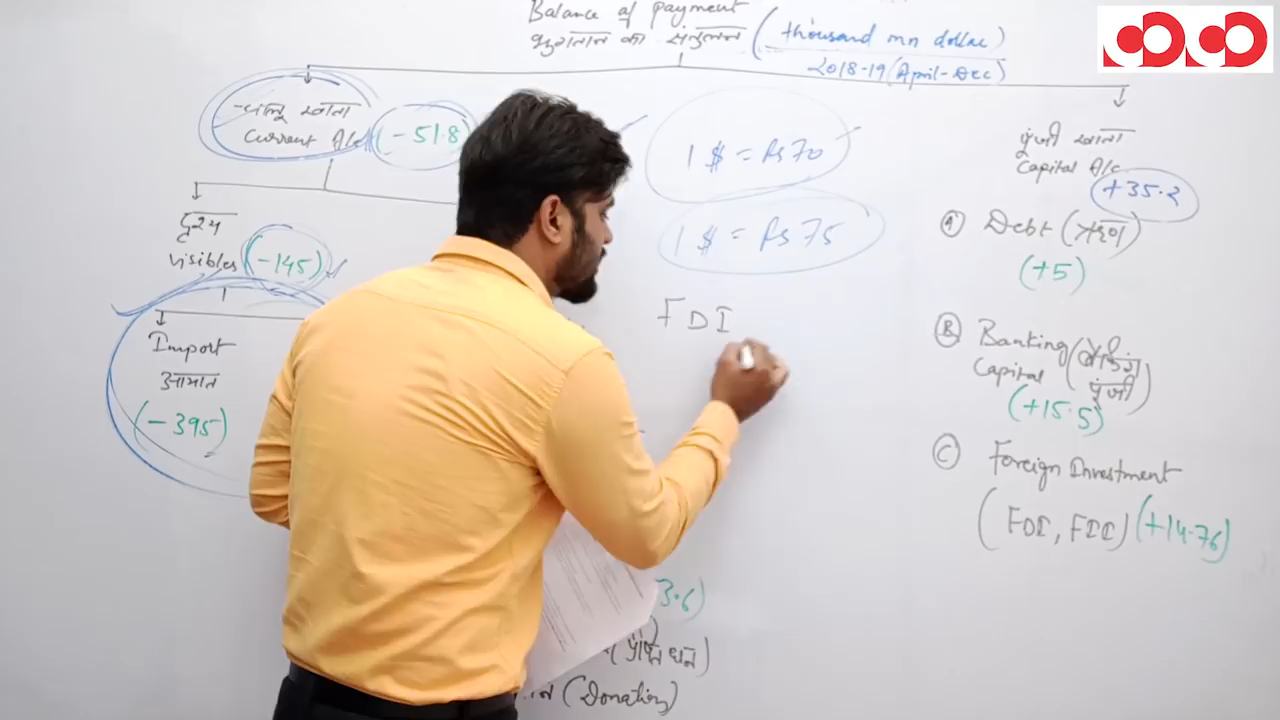 Balance of payment
भुगतान का संतुलन
(thousand mn dollar)
2018-19 (April-Dec)
चालू खाता
Current A/c
(-51.8)
दृश्य
visibles
(-145)
Import
आयात
(-395)
1 $ = Rs 70
1 $ = Rs 75
FDI
3.6)
धन)
(Donation)
पूंजी खाता
Capital A/c
+35.2
(A) Debt (ऋण)
(+5)
(B) Banking (बैंकिंग
Capital पूंजी)
(+15.5)
(C) Foreign Investment
(FDI, FII) (+14.76)